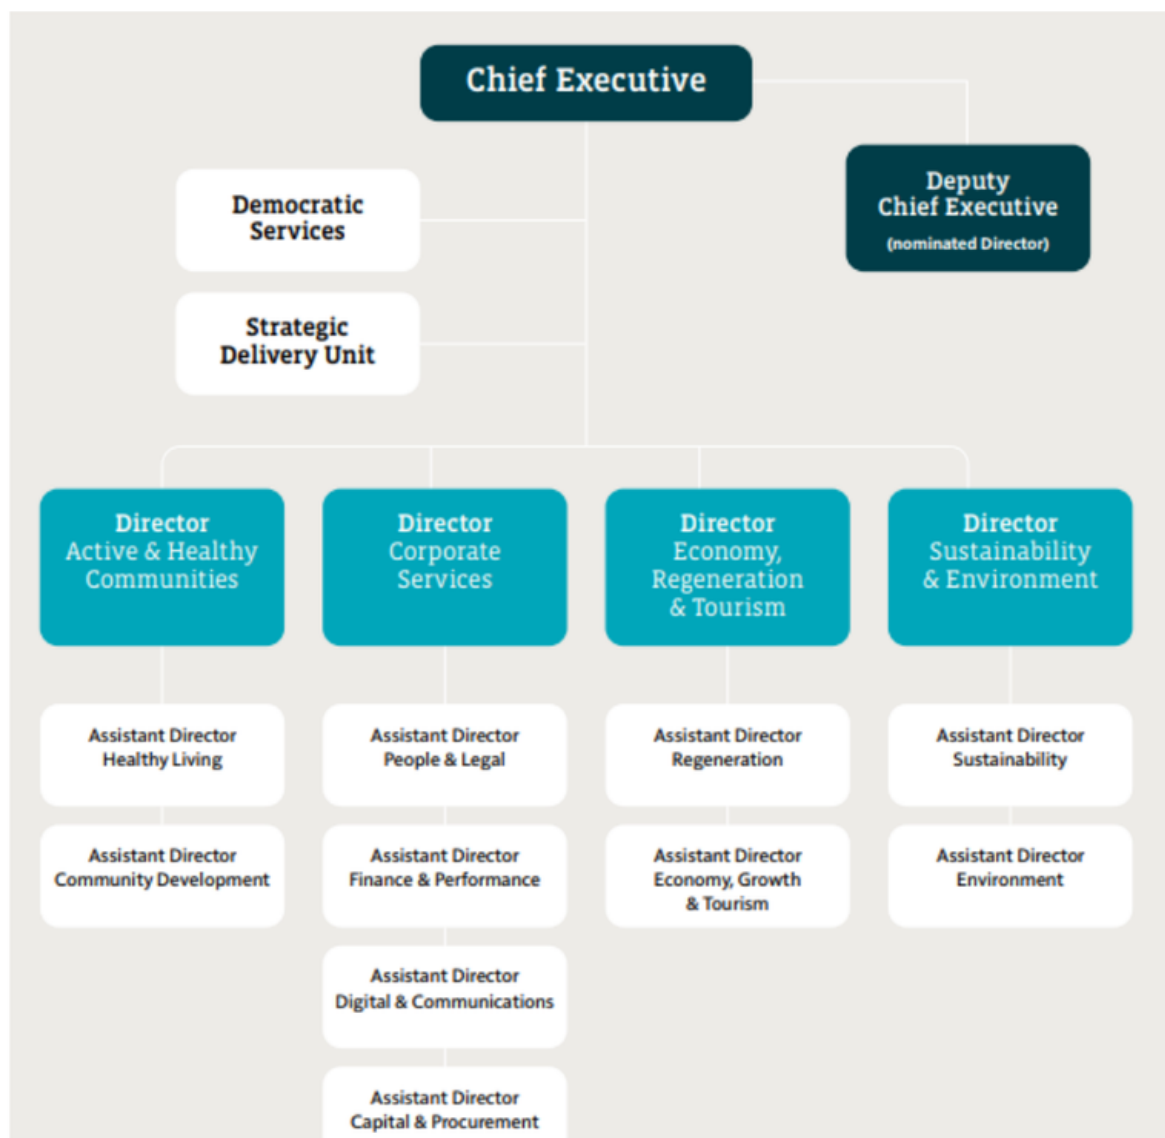 Chief Executive
Deputy
Chief Executive
(nominated Director)
Democratic
Services
Strategic
Delivery Unit
Director
Active & Healthy
Communities
Director
Corporate
Services
Director
Economy,
Regeneration
& Tourism
Director
Sustainability
& Environment
Assistant Director
Healthy Living
Assistant Director
People & Legal
Assistant Director
Regeneration
Assistant Director
Sustainability
Assistant Director
Community Development
Assistant Director
Finance & Performance
Assistant Director
Economy, Growth
& Tourism
Assistant Director
Environment
Assistant Director
Digital & Communications
Assistant Director
Capital & Procurement